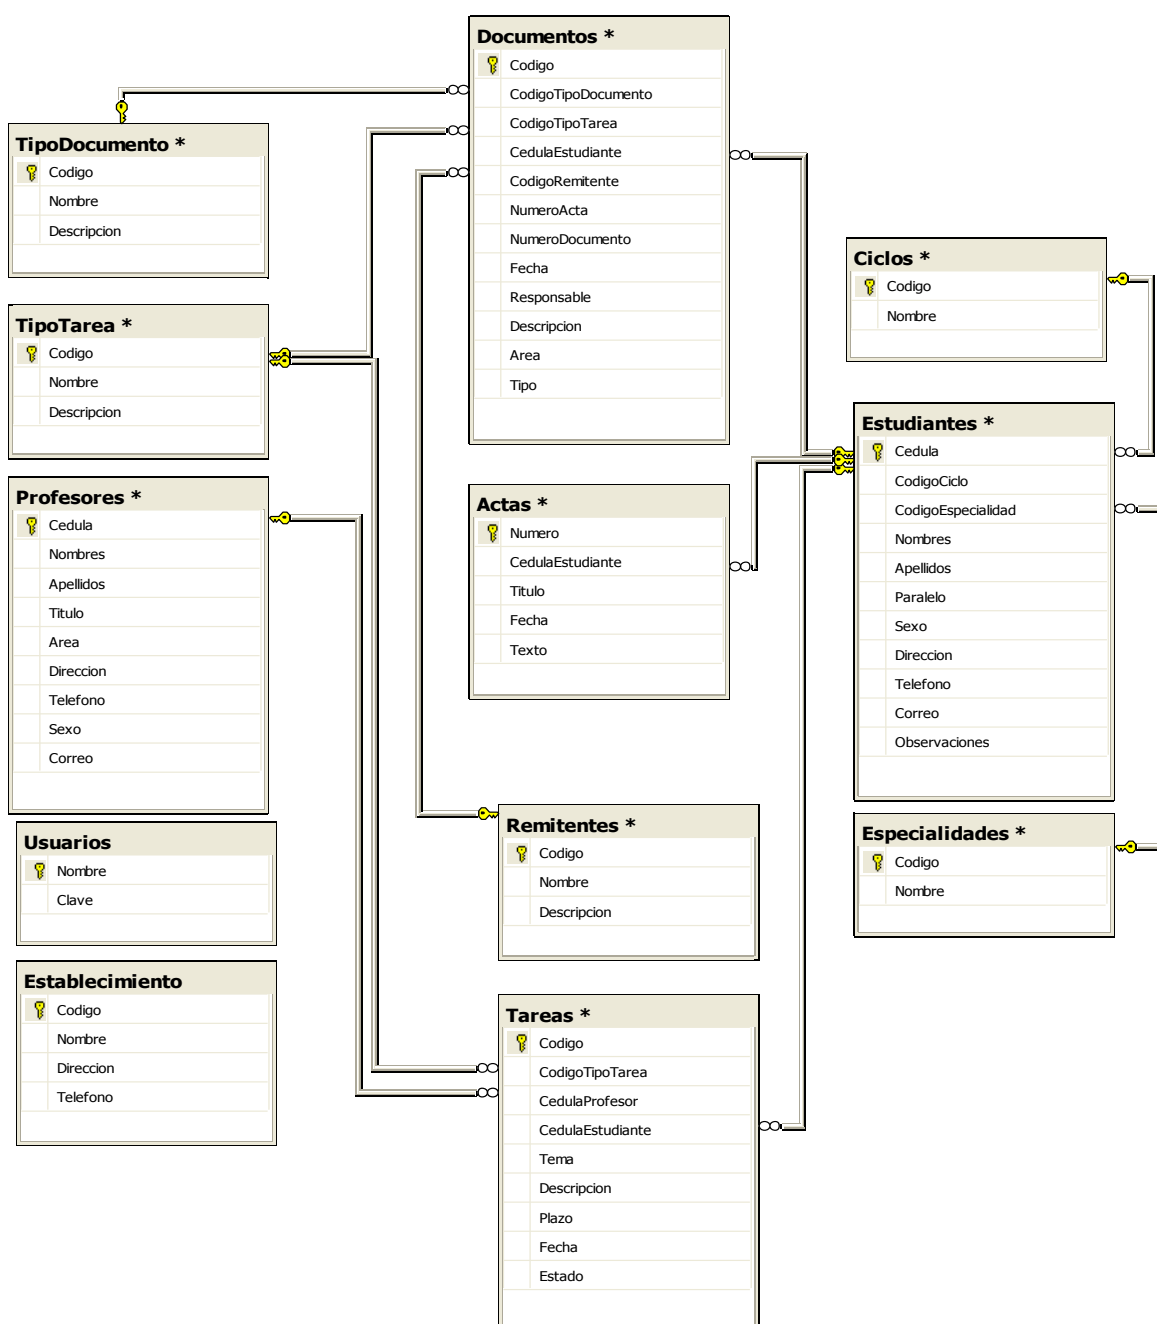 Documentos *
Codigo
CodigoTipoDocumento
CodigoTipoTarea
CedulaEstudiante
CodigoRemitente
NumeroActa
NumeroDocumento
Fecha
Responsable
Descripcion
Area
Tipo
TipoDocumento *
Codigo
Nombre
Descripcion
TipoTarea *
Codigo
Nombre
Descripcion
Profesores *
Cedula
Nombres
Apellidos
Titulo
Area
Direccion
Telefono
Sexo
Correo
Usuarios
Nombre
Clave
Establecimiento
Codigo
Nombre
Direccion
Telefono
Actas *
Numero
CedulaEstudiante
Titulo
Fecha
Texto
Remitentes *
Codigo
Nombre
Descripcion
Tareas *
Codigo
CodigoTipoTarea
CedulaProfesor
CedulaEstudiante
Tema
Descripcion
Plazo
Fecha
Estado
Ciclos *
Codigo
Nombre
Estudiantes *
Cedula
CodigoCiclo
CodigoEspecialidad
Nombres
Apellidos
Paralelo
Sexo
Direccion
Telefono
Correo
Observaciones
Especialidades *
Codigo
Nombre